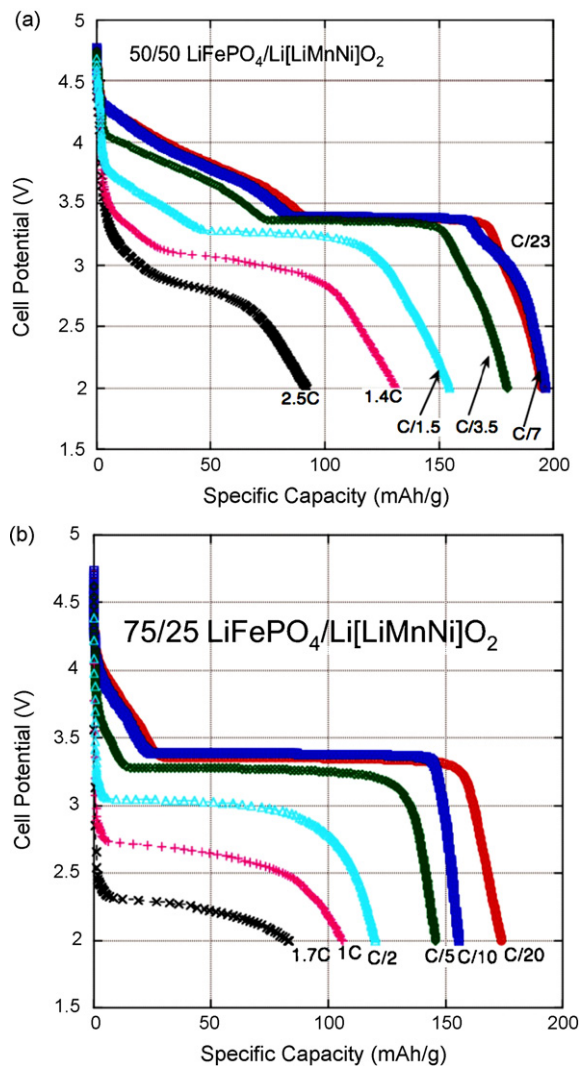 (a)
5
50/50 LiFePO4/Li[LiMnNi]O2
4.5
4
3.5
3
2.5
2
1.5
Cell Potential (V)
C/23
2.5C
1.4C
C/1.5
C/3.5
C/7
0 50 100 150 200
Specific Capacity (mAh/g)
(b)
5
4.5
75/25 LiFePO4/Li[LiMnNi]O2
4
3.5
3
2.5
2
1.5
Cell Potential (V)
1.7C 1C C/2 C/5 C/10 C/20
0 50 100 150 200
Specific Capacity (mAh/g)